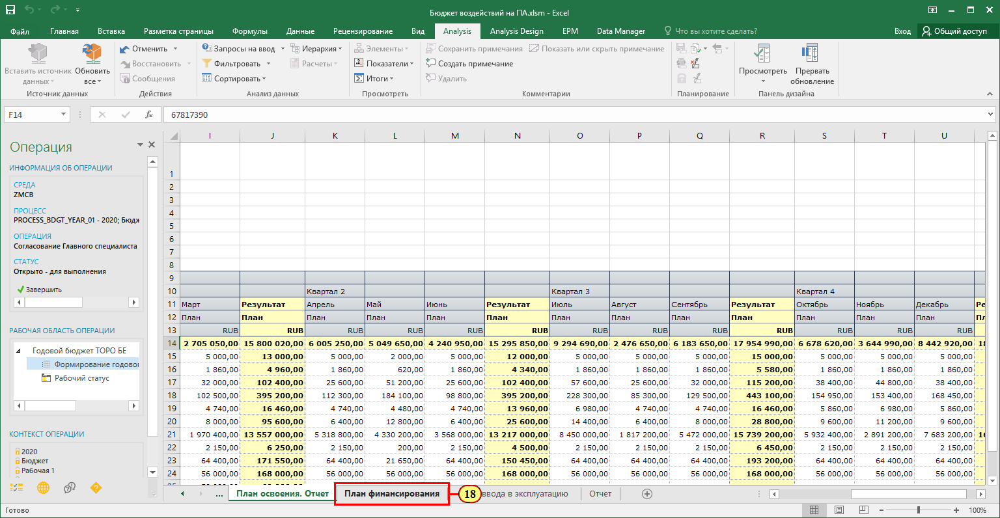 Бюджет воздействий на ПА.xlsm - Excel
Файл Главная Вставка Разметка страницы Формулы Данные Рецензирование Вид Analysis Analysis Design EPM Data Manager Что вы хотите сделать? Вход Общий доступ
Вставить источник данных
Обновить все
Источник данных
Отменить
Восстановить
Сообщения
Действия
Запросы на ввод
Фильтровать
Сортировать
Иерархия
Расчеты
Анализ данных
Элементы
Показатели
Итоги
Просмотреть
Сохранить примечания
Показать или скрыть примечание
Создать примечание
Удалить
Комментарии
Планирование
Просмотреть
Прервать обновление
Панель дизайна
F14 fx 67817390
Операция
ИНФОРМАЦИЯ ОБ ОПЕРАЦИИ
СРЕДА
ZMCB
ПРОЦЕСС
PROCESS_BDGT_YEAR_01 - 2020; Бюдж
ОПЕРАЦИЯ
Согласование Главного специалиста
СТАТУС
Открыто - для выполнения
Завершить
РАБОЧАЯ ОБЛАСТЬ ОПЕРАЦИИ
Годовой бюджет ТОРО БЕ
Формирование годово
Рабочий статус
КОНТЕКСТ ОПЕРАЦИИ
2020
Бюджет
Рабочая 1
I J K L M N O P Q R S T U
1
2
3
4
5
6
7
8
9
10 Квартал 2 Квартал 3 Квартал 4
11 Март Результат Апрель Май Июнь Результат Июль Август Сентябрь Результат Октябрь Ноябрь Декабрь Ре
12 План План План План План План План План План План План План План Пл
13 RUB RUB RUB RUB RUB RUB RUB RUB RUB RUB RUB RUB RUB
14 2 705 050,00 15 800 020,00 6 005 250,00 5 049 650,00 4 240 950,00 15 295 850,00 9 294 690,00 2 476 650,00 6 183 650,00 17 954 990,00 6 678 620,00 3 644 990,00 8 442 920,00 18
15 5 000,00 13 000,00 5 000,00 2 000,00 5 000,00 12 000,00 5 000,00 5 000,00 5 000,00 15 000,00 5 000,00 5 000,00 5 000,00
16 1 860,00 4 960,00 1 860,00 620,00 1 860,00 4 340,00 1 860,00 1 860,00 1 860,00 5 580,00 1 860,00 1 860,00 1 860,00
17 32 000,00 102 400,00 25 600,00 51 200,00 25 600,00 102 400,00 57 600,00 25 600,00 32 000,00 115 200,00 38 400,00 44 800,00 38 400,00
18 102 500,00 395 200,00 112 300,00 184 100,00 98 800,00 395 200,00 228 300,00 85 300,00 129 500,00 443 100,00 154 950,00 153 400,00 168 450,00
19 4 740,00 16 460,00 4 740,00 4 480,00 4 740,00 13 960,00 6 980,00 4 740,00 4 740,00 16 460,00 5 860,00 6 980,00 5 860,00
20 8 000,00 95 600,00 6 400,00 12 800,00 6 400,00 25 600,00 14 400,00 6 400,00 8 000,00 28 800,00 9 600,00 11 200,00 9 600,00
21 1 970 400,00 13 557 000,00 5 318 800,00 4 330 200,00 3 568 000,00 13 217 000,00 8 450 000,00 1 817 200,00 5 472 000,00 15 739 200,00 5 932 400,00 2 891 200,00 7 683 200,00 16
22 2 150,00 6 250,00 2 150,00 200,00 2 150,00 4 500,00 2 150,00 2 150,00 2 150,00 6 450,00 2 150,00 2 150,00 2 150,00
23 64 400,00 171 550,00 64 400,00 21 650,00 64 400,00 150 450,00 64 400,00 64 400,00 64 400,00 193 200,00 64 400,00 64 400,00 64 400,00
24 56 000,00 168 000,00 56 000,00 56 000,00 56 000,00 168 000,00 56 000,00 56 000,00 56 000,00 168 000,00 56 000,00 56 000,00 56 000,00
... План освоения. Отчет План финансирования 18 ввода в эксплуатацию Отчет
Готово 100%